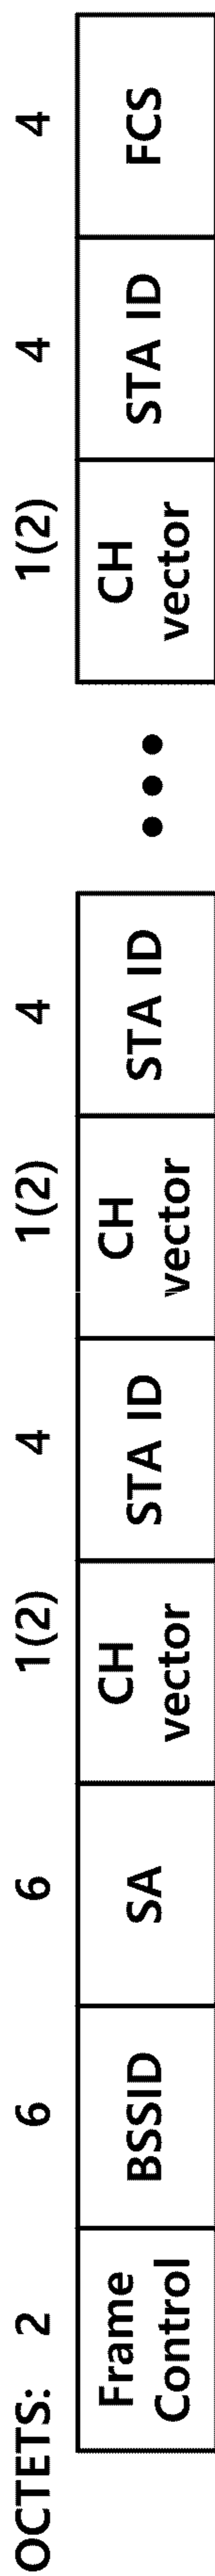 OCTETS: 2 6 6 1(2) 4 1(2) 4 1(2) 4 4
Frame Control
BSSID
SA
CH vector
STA ID
CH vector
STA ID
•••
CH vector
STA ID
FCS